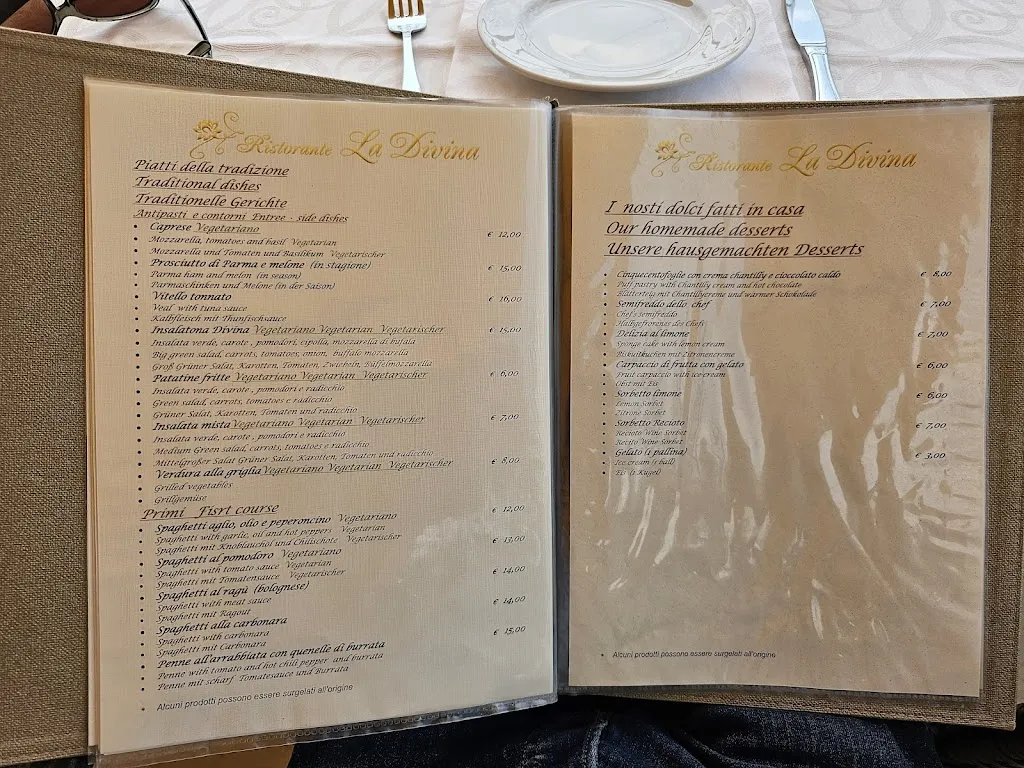 Ristorante La Divina
Piatti della tradizione
Traditional dishes
Traditionelle Gerichte
Antipasti e contorni Entree - side dishes
Caprese Vegetariano € 12,00
Mozzarella, tomatoes and basil Vegetarian
Mozzarella und Tomaten und Basilikum Vegetarischer
Prosciutto di Parma e melone (in stagione) € 15,00
Parma ham and melon (in season)
Parmaschinken und Melone (in der Saison)
Vitello tonnato € 16,00
Veal with tuna sauce
Kalbfleisch mit Thunfischsauce
Insalatona Divina Vegetariano Vegetarian Vegetarischer € 15,00
Insalata verde, carote, pomodori, cipolla, mozzarella di bufala
Big green salad, carrots, tomatoes, onion, buffalo mozzarella
Groß Grüner Salat, Karotten, Tomaten, Zwiebeln, Büffelmozzarella
Patatine fritte Vegetariano Vegetarian Vegetarischer € 6,00
Insalata verde, carote, pomodori e radicchio
Green salad, carrots, tomatoes e radicchio
Grüner Salat, Karotten, Tomaten und radicchio
Insalata mista Vegetariano Vegetarian Vegetarischer € 7,00
Insalata verde, carote, pomodori e radicchio
Medium Green salad, carrots, tomatoes e radicchio
Mittelgroßer Salat Grüner Salat, Karotten, Tomaten und radicchio
Verdura alla griglia Vegetariano Vegetarian Vegetarischer € 8,00
Grilled vegetables
Grillgemüse
Primi Fisrt course
Spaghetti aglio, olio e peperoncino Vegetariano € 12,00
Spaghetti with garlic, oil and hot peppers Vegetarian
Spaghetti mit Knoblauchol und Chilischote Vegetarischer
Spaghetti al pomodoro Vegetariano € 13,00
Spaghetti with tomato sauce Vegetarian
Spaghetti mit Tomatensauce Vegetarischer
Spaghetti al ragù (bolognese) € 14,00
Spaghetti with meat sauce
Spaghetti mit Ragout
Spaghetti alla carbonara € 14,00
Spaghetti with carbonara
Spaghetti mit Carbonara
Penne all'arrabbiata con quenelle di burrata € 15,00
Penne with tomato and hot chili pepper and burrata
Penne mit scharf Tomatesauce und Burrata
Alcuni prodotti possono essere surgelati all'origine
Ristorante La Divina
I nosti dolci fatti in casa
Our homemade desserts
Unsere hausgemachten Desserts
Cinquecentofoglie con crema chantilly e cioccolato caldo € 8,00
Puff pastry with Chantilly cream and hot chocolate
Blätterteig mit Chantillycreme und warmer Schokolade
Semifreddo dello chef € 7,00
Chef's semifreddo
Halbgefrorenes des Chefs
Delizia al limone € 7,00
Sponge cake with lemon cream
Biskuitkuchen mit Zitronencreme
Carpaccio di frutta con gelato € 6,00
Fruit carpaccio with ice cream
Obst mit Eis
Sorbetto limone € 6,00
Lemon Sorbet
Zitrone Sorbet
Sorbetto Recioto € 7,00
Recioto Wine Sorbet
Recito Wine Sorbet
Gelato (1 pallina) € 3,00
Ice cream (1 ball)
Eis (1 Kugel)
Alcuni prodotti possono essere surgelati all'origine